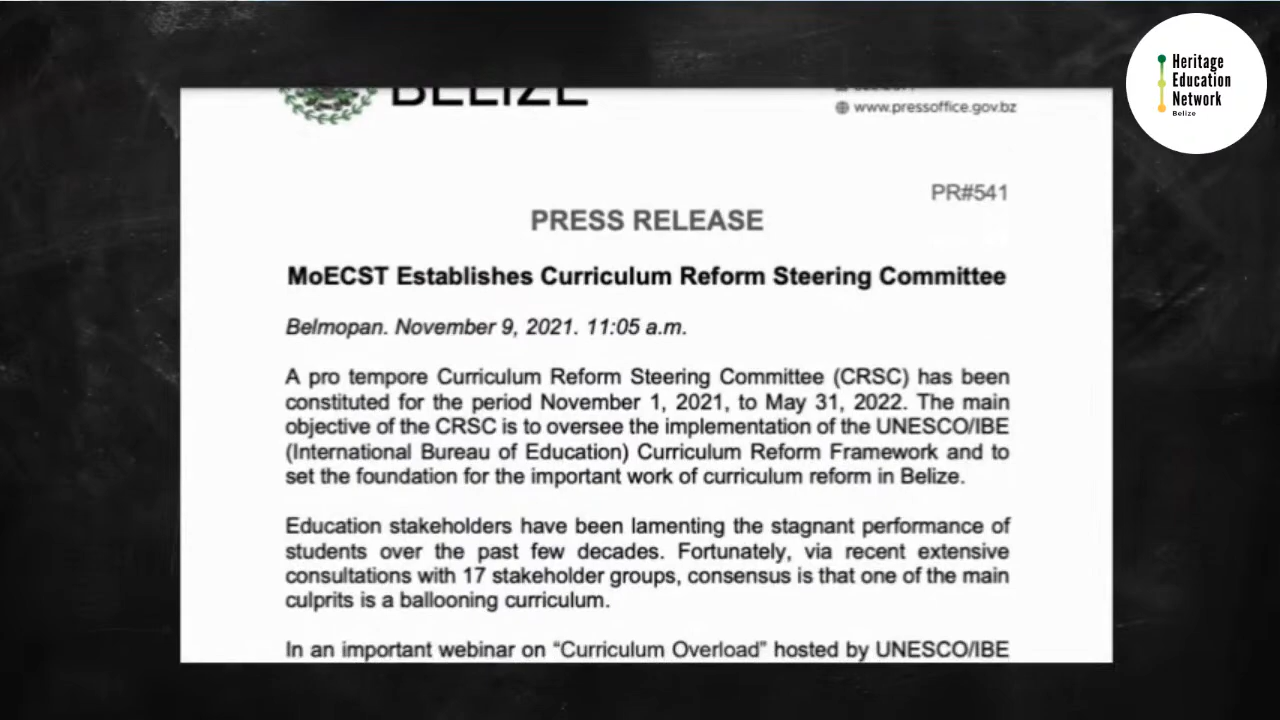 BELIZE
www.pressoffice.gov.bz
Heritage
Education
Network
Belize
PR#541
PRESS RELEASE
MoECST Establishes Curriculum Reform Steering Committee
Belmopan. November 9, 2021. 11:05 a.m.
A pro tempore Curriculum Reform Steering Committee (CRSC) has been
constituted for the period November 1, 2021, to May 31, 2022. The main
objective of the CRSC is to oversee the implementation of the UNESCO/IBE
(International Bureau of Education) Curriculum Reform Framework and to
set the foundation for the important work of curriculum reform in Belize.
Education stakeholders have been lamenting the stagnant performance of
students over the past few decades. Fortunately, via recent extensive
consultations with 17 stakeholder groups, consensus is that one of the main
culprits is a ballooning curriculum.
In an important webinar on “Curriculum Overload” hosted by UNESCO/IBE